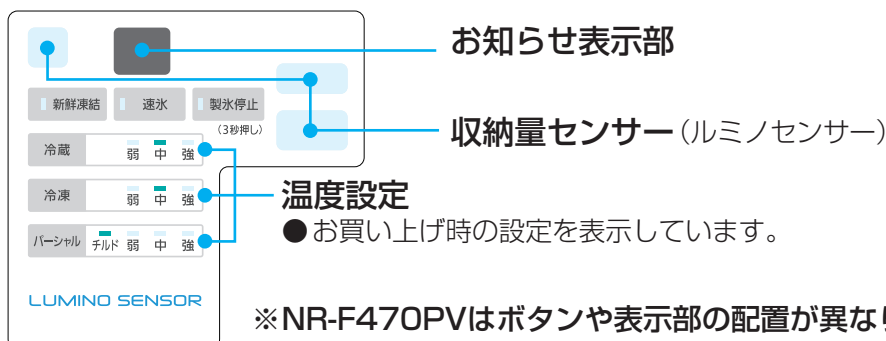 お知らせ表示部
新鮮凍結 速氷 製氷停止
(3秒押し)
収納量センサー(ルミノセンサー)
冷蔵 弱 中 強
冷凍 弱 中 強
温度設定
●お買い上げ時の設定を表示しています。
パーシャル チルド 弱 中 強
LUMINO SENSOR
※NR-F470PVはボタンや表示部の配置が異な